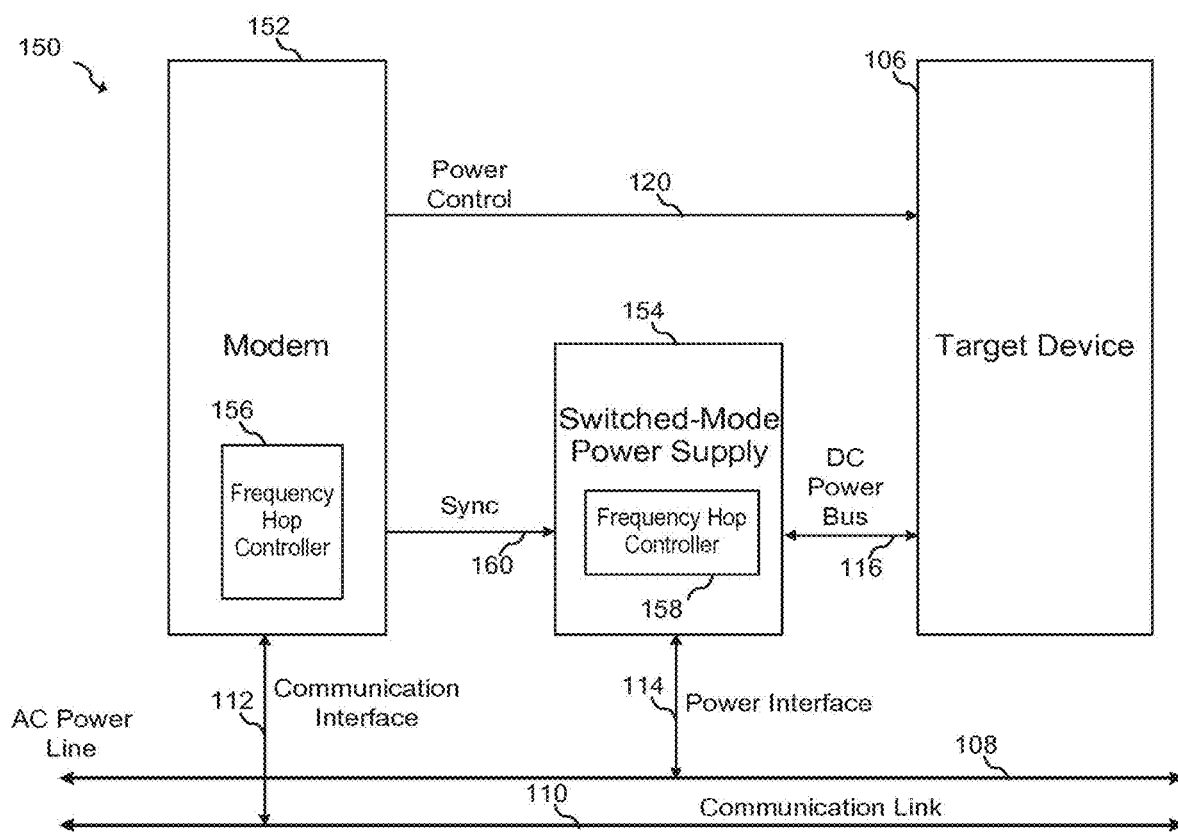 150
152
106
Power
Control
120
154
Modem
Target Device
156
Switched-Mode
Power Supply
Frequency
Hop
Controller
Sync
160
Frequency Hop
Controller
158
DC
Power
Bus
116
112
Communication
Interface
114
Power Interface
AC Power
Line
108
110
Communication Link